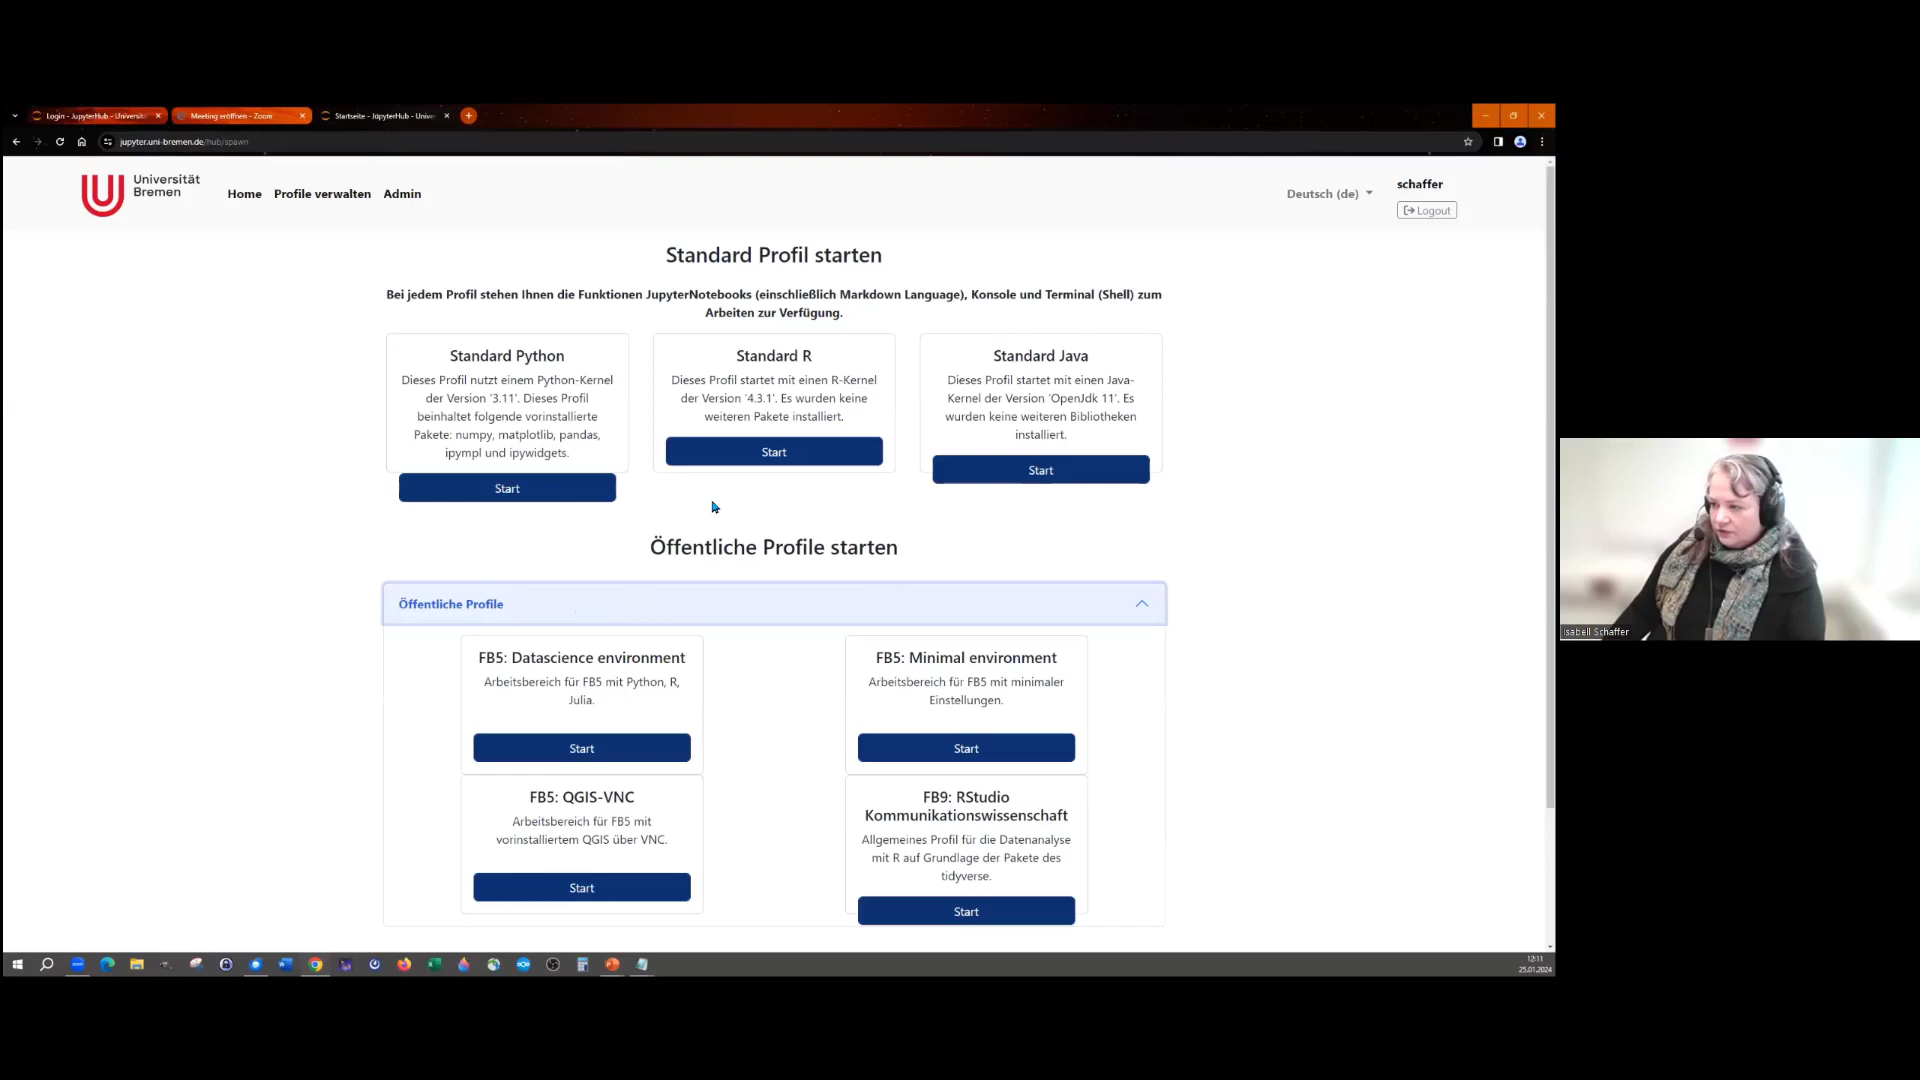 Login - JupyterHub - Universit
Meeting eröffnen - Zoom
Startseite - JupyterHub - Unive
jupyter.uni-bremen.de/hub/spawn
Universität
Bremen
Home
Profile verwalten
Admin
Deutsch (de)
schaffer
Logout
Standard Profil starten
Bei jedem Profil stehen Ihnen die Funktionen JupyterNotebooks (einschließlich Markdown Language), Konsole und Terminal (Shell) zum
Arbeiten zur Verfügung.
Standard Python
Dieses Profil nutzt einem Python-Kernel
der Version '3.11'. Dieses Profil
beinhaltet folgende vorinstallierte
Pakete: numpy, matplotlib, pandas,
ipympl und ipywidgets.
Start
Standard R
Dieses Profil startet mit einen R-Kernel
der Version '4.3.1'. Es wurden keine
weiteren Pakete installiert.
Start
Standard Java
Dieses Profil startet mit einen Java-
Kernel der Version 'OpenJdk 11'. Es
wurden keine weiteren Bibliotheken
installiert.
Start
Öffentliche Profile starten
Öffentliche Profile
FB5: Datascience environment
Arbeitsbereich für FB5 mit Python, R,
Julia.
Start
FB5: Minimal environment
Arbeitsbereich für FB5 mit minimaler
Einstellungen.
Start
FB5: QGIS-VNC
Arbeitsbereich für FB5 mit
vorinstalliertem QGIS über VNC.
Start
FB9: RStudio
Kommunikationswissenschaft
Allgemeines Profil für die Datenanalyse
mit R auf Grundlage der Pakete des
tidyverse.
Start
Isabell Schaffer
12:11
25.01.2024